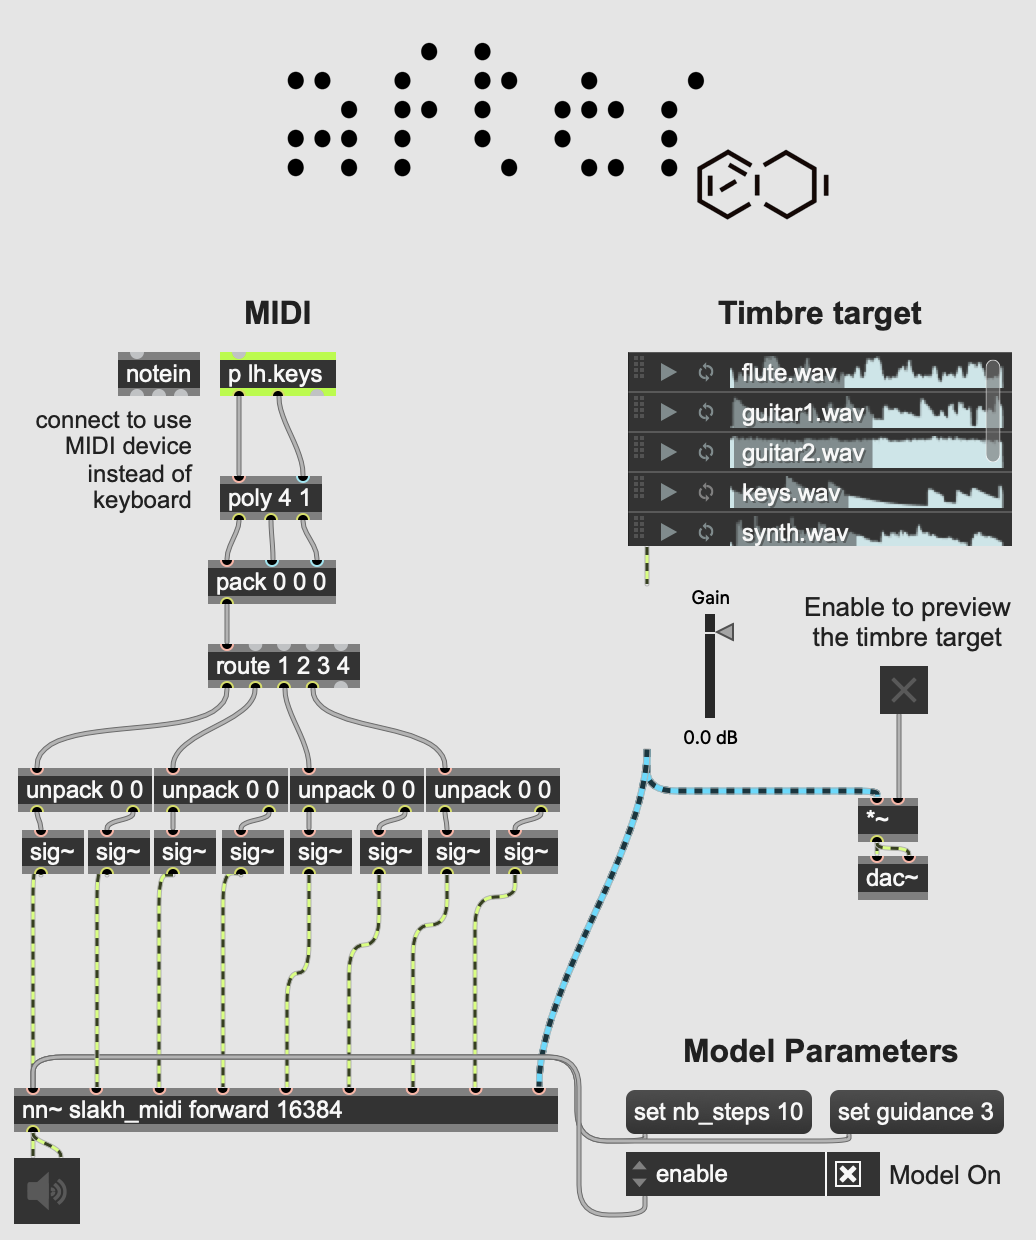 after
MIDI
Timbre target
notein
p lh.keys
connect to use
MIDI device
instead of
keyboard
poly 4 1
pack 0 0 0
route 1 2 3 4
unpack 0 0
unpack 0 0
unpack 0 0
unpack 0 0
sig~
sig~
sig~
sig~
sig~
sig~
sig~
sig~
nn~ slakh_midi forward 16384
flute.wav
guitar1.wav
guitar2.wav
keys.wav
synth.wav
Gain
0.0 dB
Enable to preview
the timbre target
*~
dac~
Model Parameters
set nb_steps 10
set guidance 3
enable
Model On